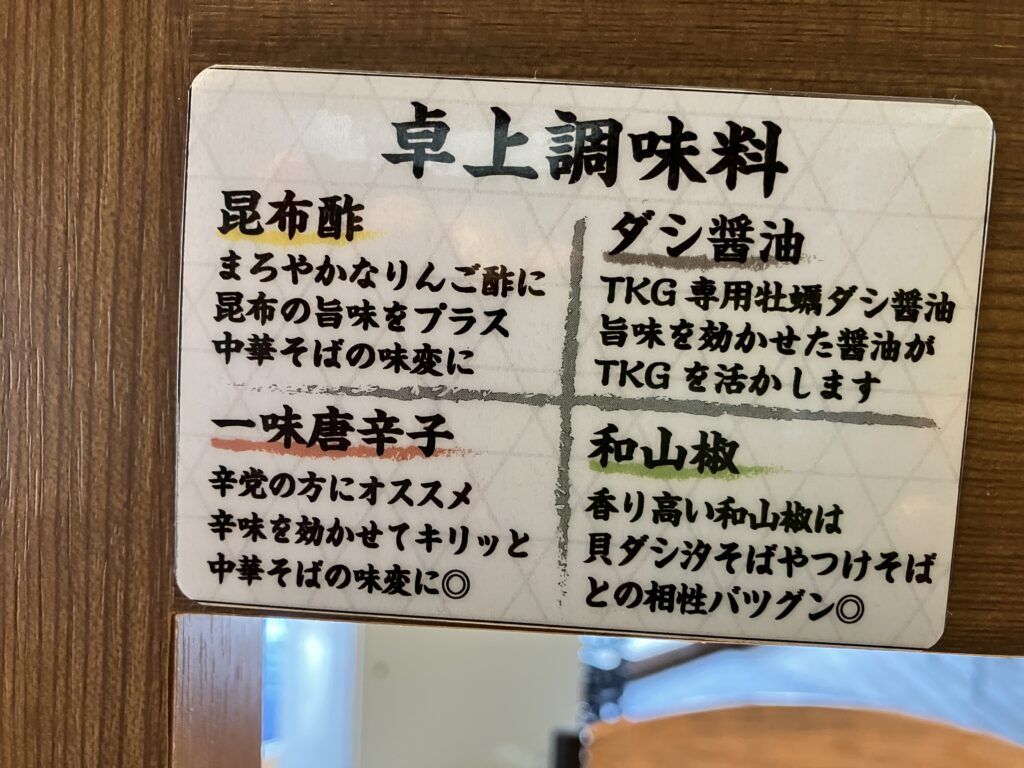 卓上調味料
昆布酢
まろやかなりんご酢に
昆布の旨味をプラス
中華そばの味変に
ダシ醤油
TKG専用牡蠣ダシ醤油
旨味を効かせた醤油が
TKGを活かします
一味唐辛子
辛党の方にオススメ
辛味を効かせてキリッと
中華そばの味変に◎
和山椒
香り高い和山椒は
貝ダシ汐そばやつけそば
との相性バツグン◎